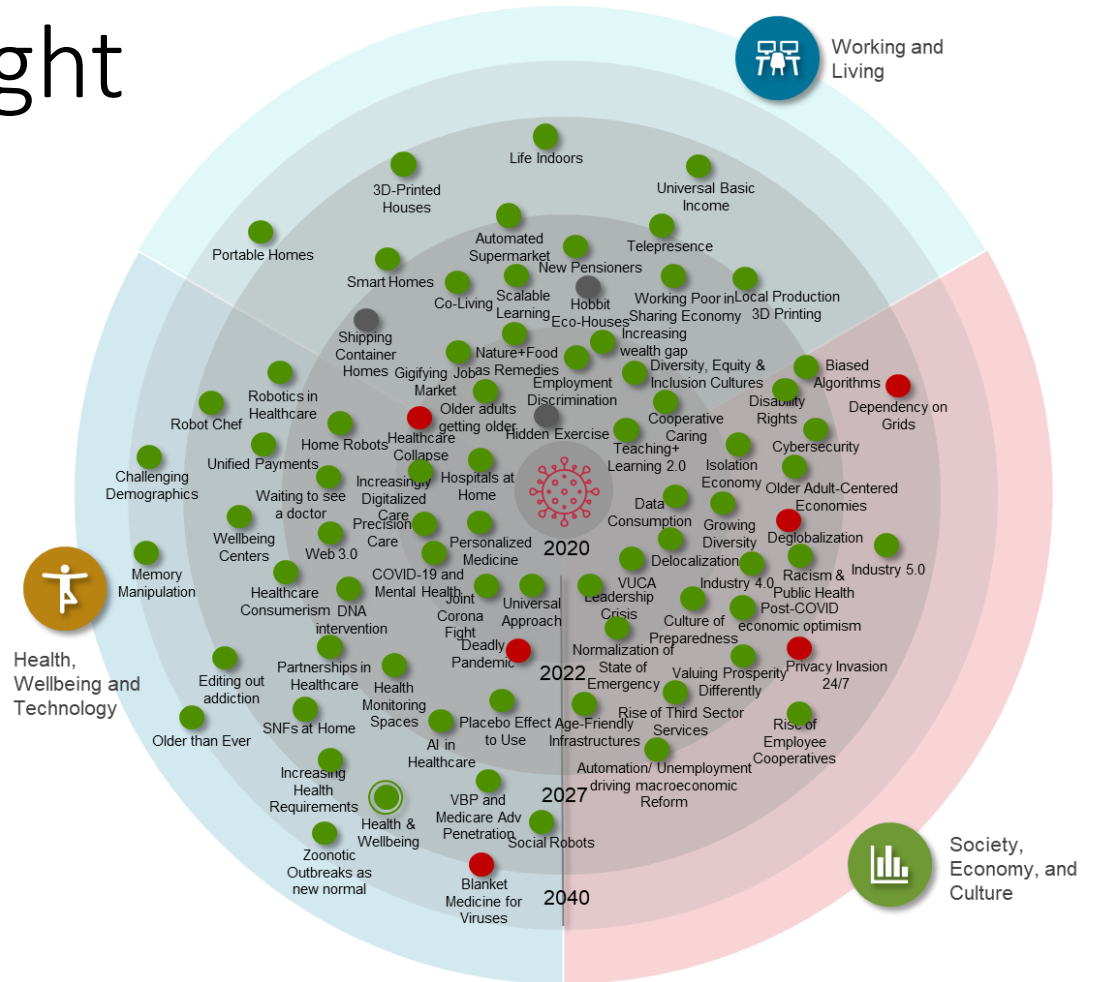 ght
Working and
Living
Life Indoors
3D-Printed
Houses
Universal Basic
Income
Portable Homes
Automated
Supermarket
Telepresence
New Pensioners
Smart Homes
Co-Living
Scalable
Learning
Hobbit
Eco-Houses
Working Poor in
Sharing Economy
Local Production
3D Printing
Shipping
Container
Homes
Increasing
wealth gap
Nature+Food
as Remedies
Gigifying Job
Market
Employment
Discrimination
Diversity, Equity &
Inclusion Cultures
Biased
Algorithms
Dependency on
Grids
Disability
Rights
Robotics in
Healthcare
Older adults
getting older
Cooperative
Caring
Robot Chef
Home Robots
Healthcare
Collapse
Hidden Exercise
Teaching+
Learning 2.0
Cybersecurity
Unified Payments
Isolation
Economy
Challenging
Demographics
Waiting to see
a doctor
Increasingly
Digitalized
Care
Hospitals at
Home
Older Adult-Centered
Economies
Data
Consumption
Growing
Diversity
Wellbeing
Centers
Web 3.0
Precision
Care
Personalized
Medicine
2020
Delocalization
Deglobalization
Industry 5.0
Memory
Manipulation
Healthcare
Consumerism
DNA
intervention
COVID-19 and
Mental Health
VUCA
Industry 4.0
Racism &
Public Health
Joint
Corona
Fight
Universal
Approach
Leadership
Crisis
Culture of
Preparedness
Post-COVID
economic optimism
Deadly
Pandemic
Normalization of
State of
Emergency
2022
Health,
Wellbeing and
Technology
Editing out
addiction
Partnerships in
Healthcare
Health
Monitoring
Spaces
Valuing Prosperity
Differently
Privacy Invasion
24/7
Older than Ever
SNFs at Home
AI in
Healthcare
Placebo Effect
to Use
Age-Friendly
Infrastructures
Rise of Third Sector
Services
Rise of
Employee
Cooperatives
Increasing
Health
Requirements
Automation/ Unemployment
driving macroeconomic
Reform
2027
Health &
Wellbeing
VBP and
Medicare Adv
Penetration
Social Robots
Zoonotic
Outbreaks as
new normal
Blanket
Medicine for
Viruses
2040
Society,
Economy, and
Culture